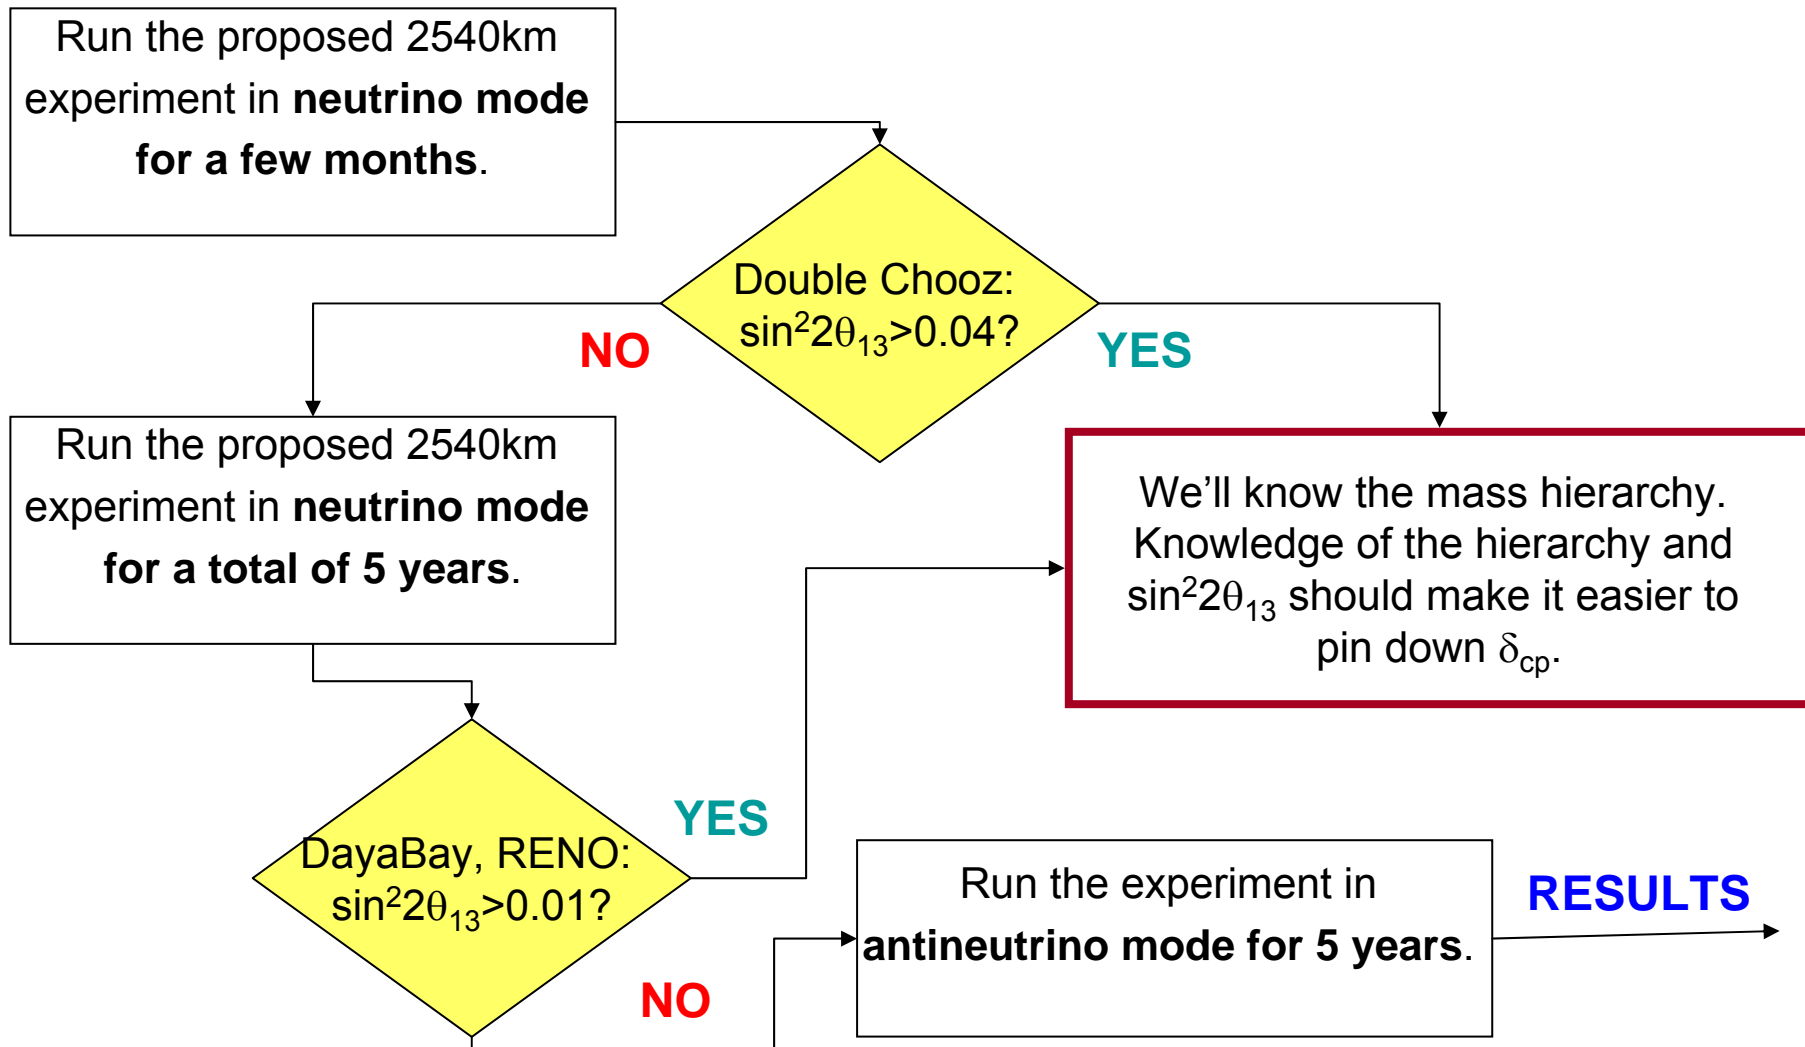 Run the proposed 2540km
experiment in neutrino mode
for a few months.
Double Chooz:
sin²2θ₁₃>0.04?
NO
YES
Run the proposed 2540km
experiment in neutrino mode
for a total of 5 years.
We’ll know the mass hierarchy.
Knowledge of the hierarchy and
sin²2θ₁₃ should make it easier to
pin down δcp.
DayaBay, RENO:
sin²2θ₁₃>0.01?
YES
NO
Run the experiment in
antineutrino mode for 5 years.
RESULTS